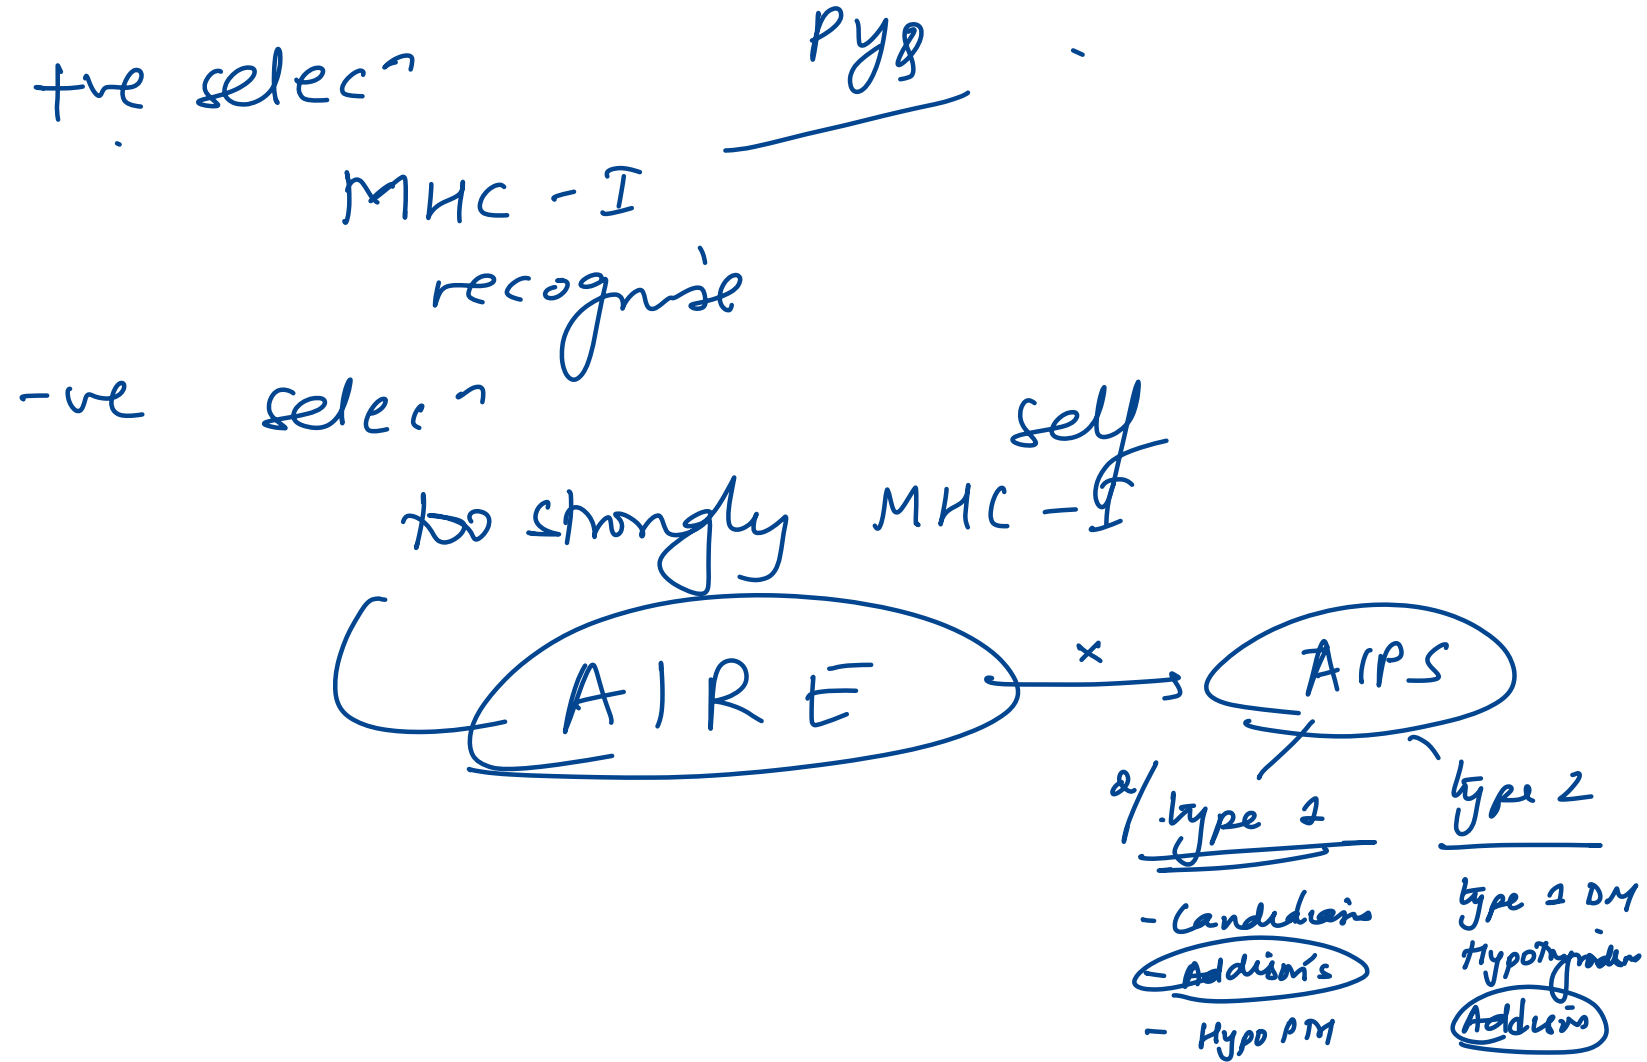 PYQ
+ve selecⁿ
MHC - I
recognise
-ve selecⁿ
self
too strongly MHC - I
AIRE x AIPS
type 1
- Candidiasis
- Addison's
- Hypo PTH
type 2
type 1 DM
Hypothyroidism
Addison